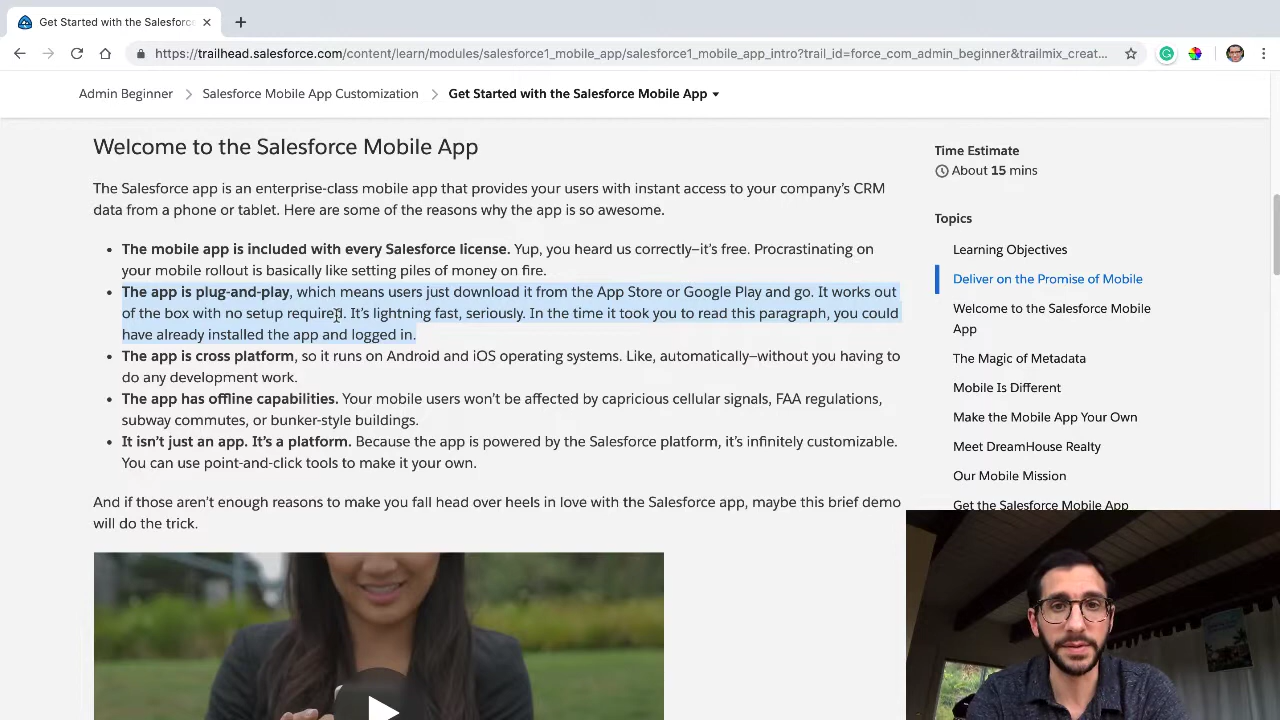 Get Started with the Salesforc
https://trailhead.salesforce.com/content/learn/modules/salesforce1_mobile_app/salesforce1_mobile_app_intro?trail_id=force_com_admin_beginner&trailmix_creat...
Admin Beginner
Salesforce Mobile App Customization
Get Started with the Salesforce Mobile App
Welcome to the Salesforce Mobile App
The Salesforce app is an enterprise-class mobile app that provides your users with instant access to your company's CRM
data from a phone or tablet. Here are some of the reasons why the app is so awesome.
• The mobile app is included with every Salesforce license. Yup, you heard us correctly—it's free. Procrastinating on
your mobile rollout is basically like setting piles of money on fire.
• The app is plug-and-play, which means users just download it from the App Store or Google Play and go. It works out
of the box with no setup required. It's lightning fast, seriously. In the time it took you to read this paragraph, you could
have already installed the app and logged in.
• The app is cross platform, so it runs on Android and iOS operating systems. Like, automatically—without you having to
do any development work.
• The app has offline capabilities. Your mobile users won't be affected by capricious cellular signals, FAA regulations,
subway commutes, or bunker-style buildings.
• It isn't just an app. It's a platform. Because the app is powered by the Salesforce platform, it's infinitely customizable.
You can use point-and-click tools to make it your own.
And if those aren't enough reasons to make you fall head over heels in love with the Salesforce app, maybe this brief demo
will do the trick.
Time Estimate
About 15 mins
Topics
Learning Objectives
Deliver on the Promise of Mobile
Welcome to the Salesforce Mobile
App
The Magic of Metadata
Mobile Is Different
Make the Mobile App Your Own
Meet DreamHouse Realty
Our Mobile Mission
Get the Salesforce Mobile App